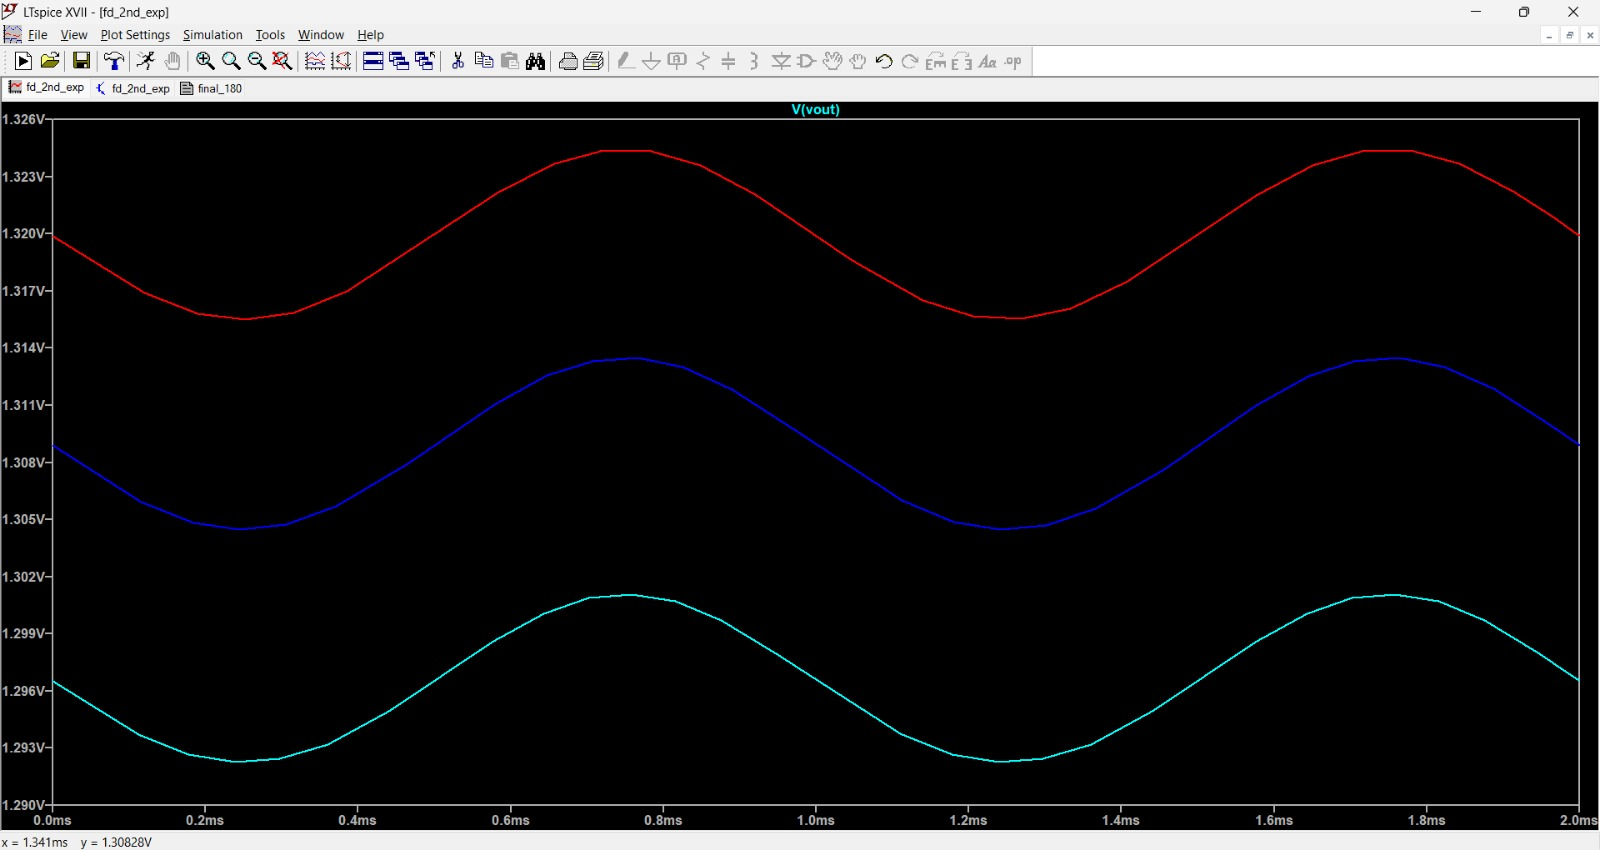 LTspice XVII - [fd_2nd_exp]
File View Plot Settings Simulation Tools Window Help
fd_2nd_exp fd_2nd_exp final_180
V(vout)
1.326V
1.323V
1.320V
1.317V
1.314V
1.311V
1.308V
1.305V
1.302V
1.299V
1.296V
1.293V
1.290V
0.0ms 0.2ms 0.4ms 0.6ms 0.8ms 1.0ms 1.2ms 1.4ms 1.6ms 1.8ms 2.0ms
x = 1.341ms y = 1.30828V